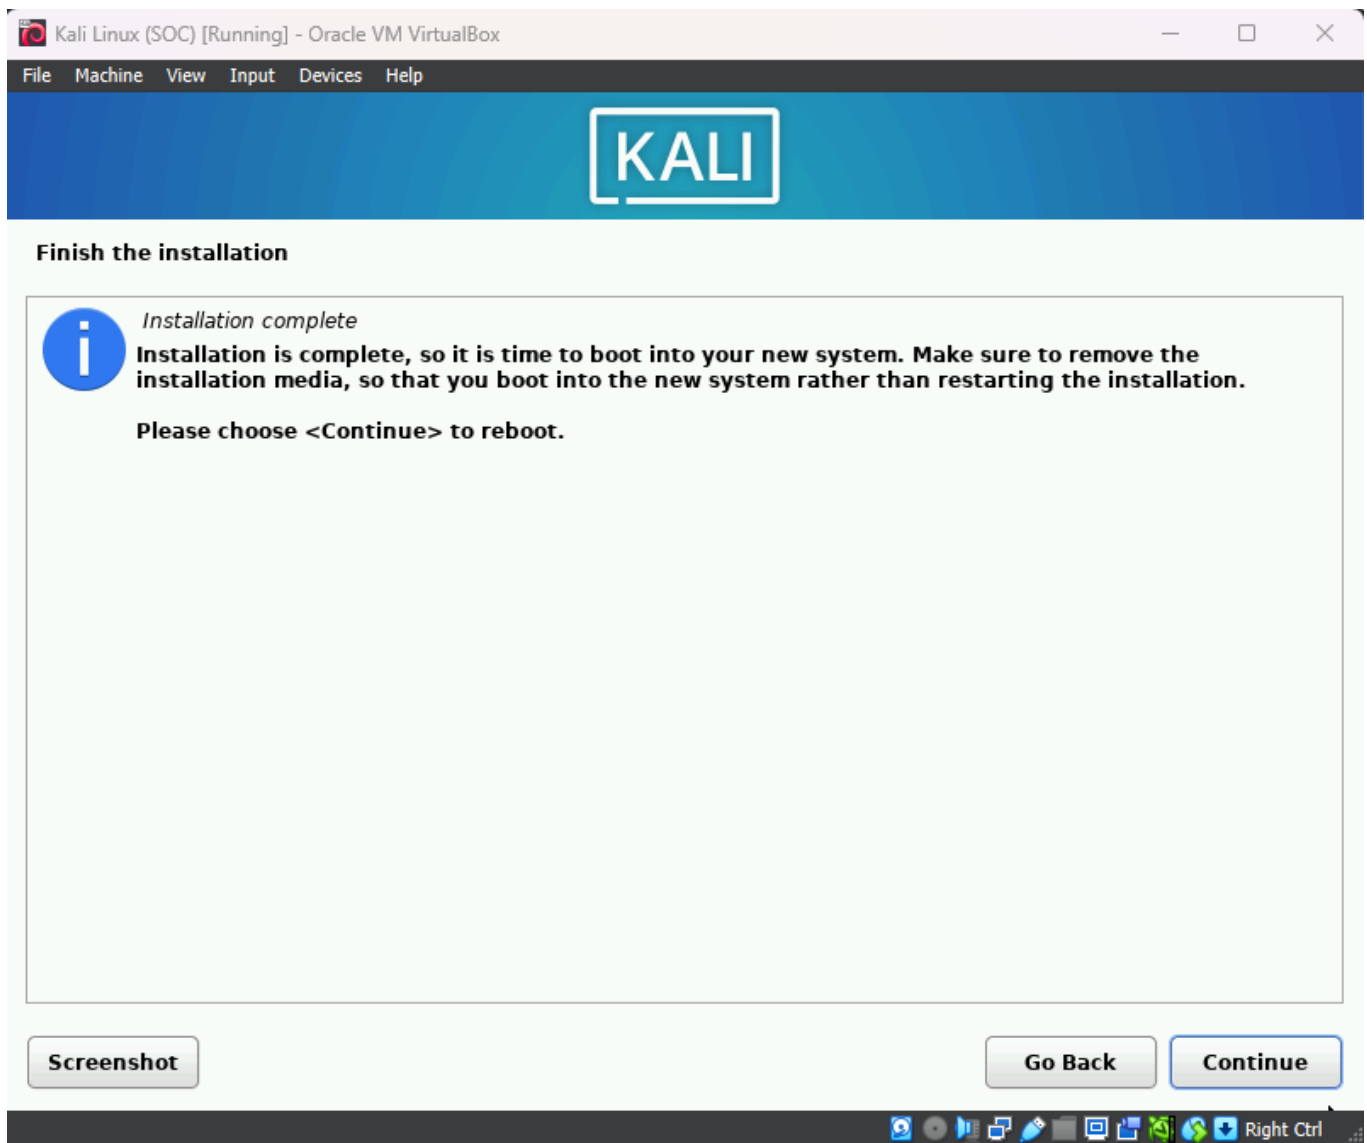 Kali Linux (SOC) [Running] - Oracle VM VirtualBox
File Machine View Input Devices Help
KALI
Finish the installation
Installation complete
Installation is complete, so it is time to boot into your new system. Make sure to remove the
installation media, so that you boot into the new system rather than restarting the installation.
Please choose <Continue> to reboot.
Screenshot
Go Back
Continue
Right Ctrl